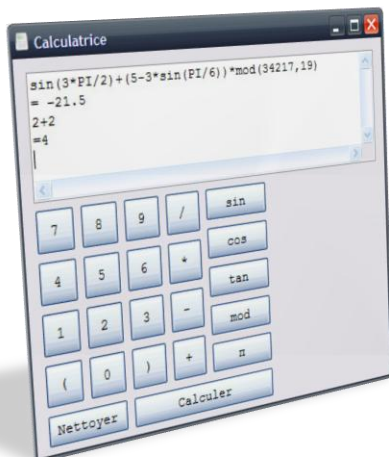 Calculatrice
sin(3*PI/2)+(5-3*sin(PI/6))*mod(34217,19)
= -21.5
2+2
=4
7 8 9 / sin
4 5 6 * cos
1 2 3 - tan
( 0 ) + mod
π
Nettoyer Calculer